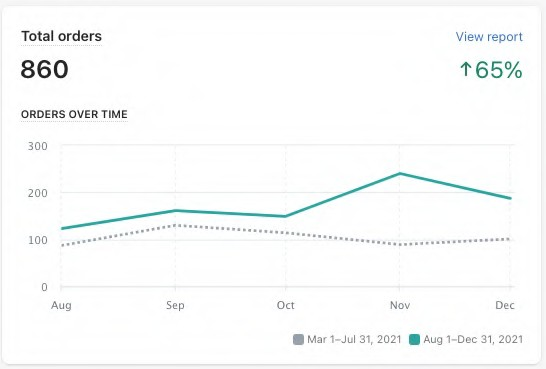 Total orders View report
860 ↑65%
ORDERS OVER TIME
300
200
100
0
Aug Sep Oct Nov Dec
Mar 1–Jul 31, 2021 Aug 1–Dec 31, 2021